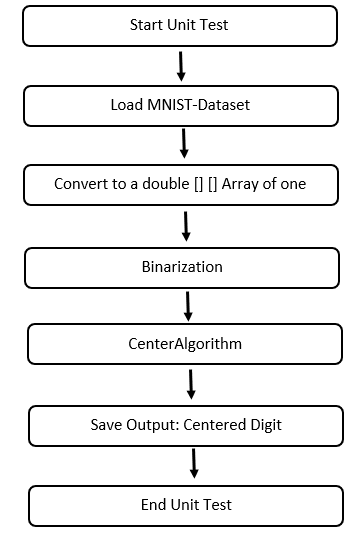 Start Unit Test
Load MNIST-Dataset
Convert to a double [] [] Array of one
Binarization
CenterAlgorithm
Save Output: Centered Digit
End Unit Test